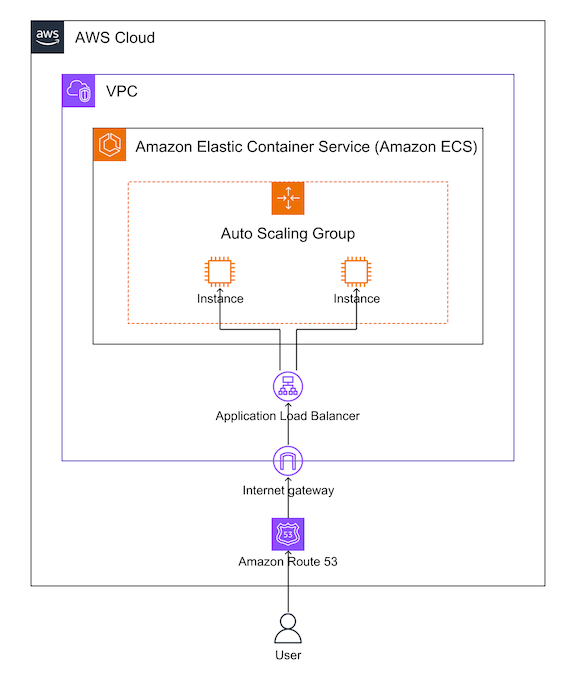 aws
AWS Cloud
VPC
Amazon Elastic Container Service (Amazon ECS)
Auto Scaling Group
Instance
Instance
Application Load Balancer
Internet gateway
53
Amazon Route 53
User